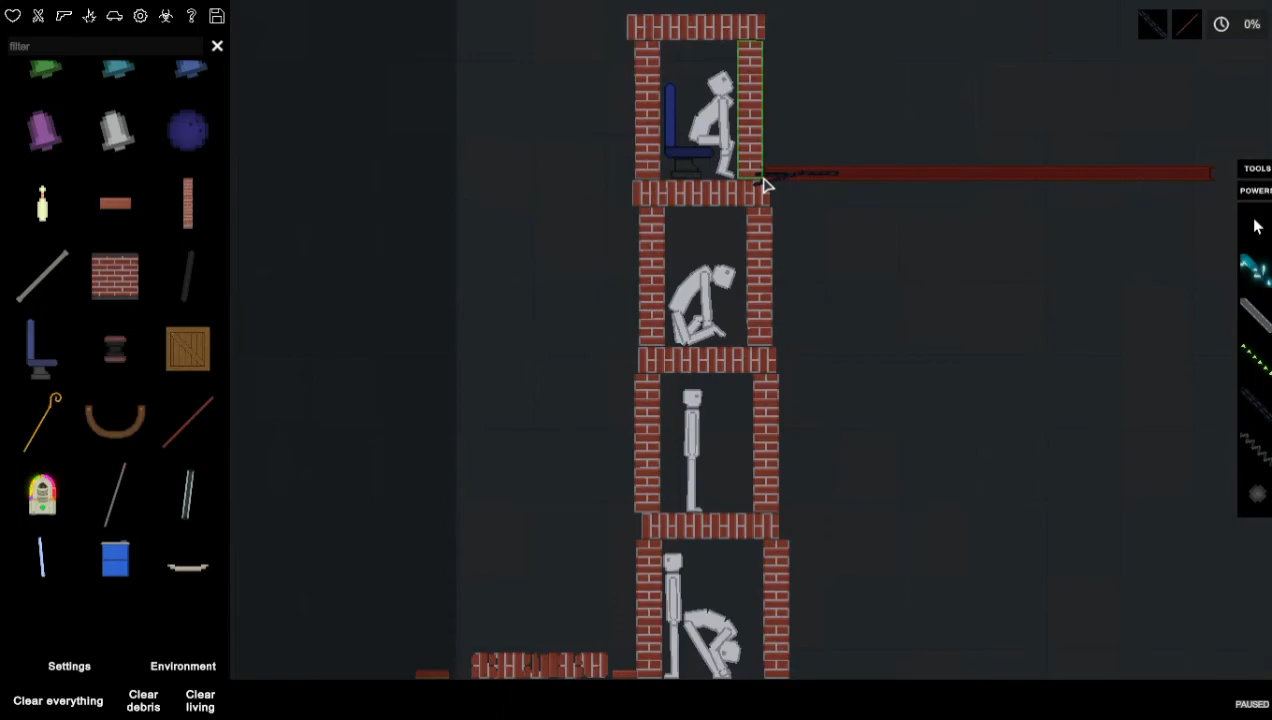 filter
0%
TOOLS
POWERS
Settings
Environment
Clear everything
Clear debris
Clear living
PAUSED